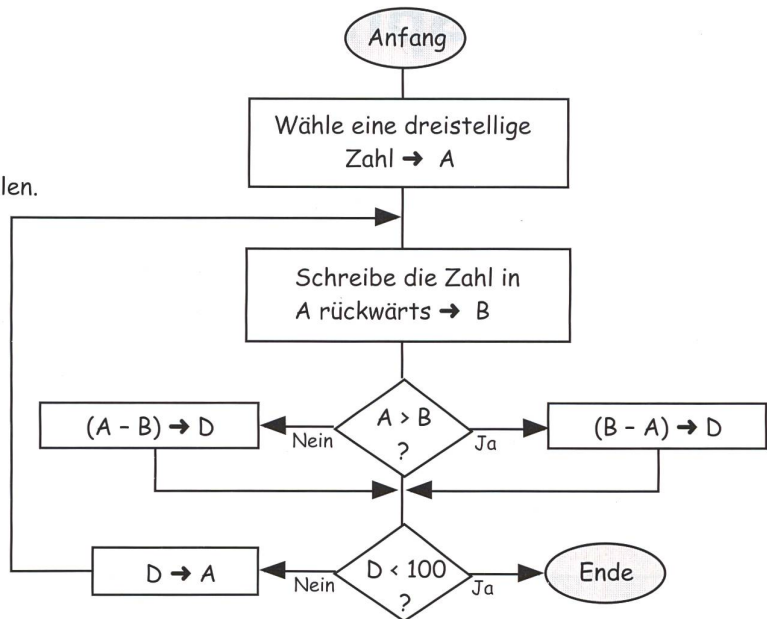 Anfang
Wähle eine dreistellige
Zahl → A
len.
Schreibe die Zahl in
A rückwärts → B
(A – B) → D
Nein
A > B
?
Ja
(B – A) → D
D → A
Nein
D < 100
?
Ja
Ende